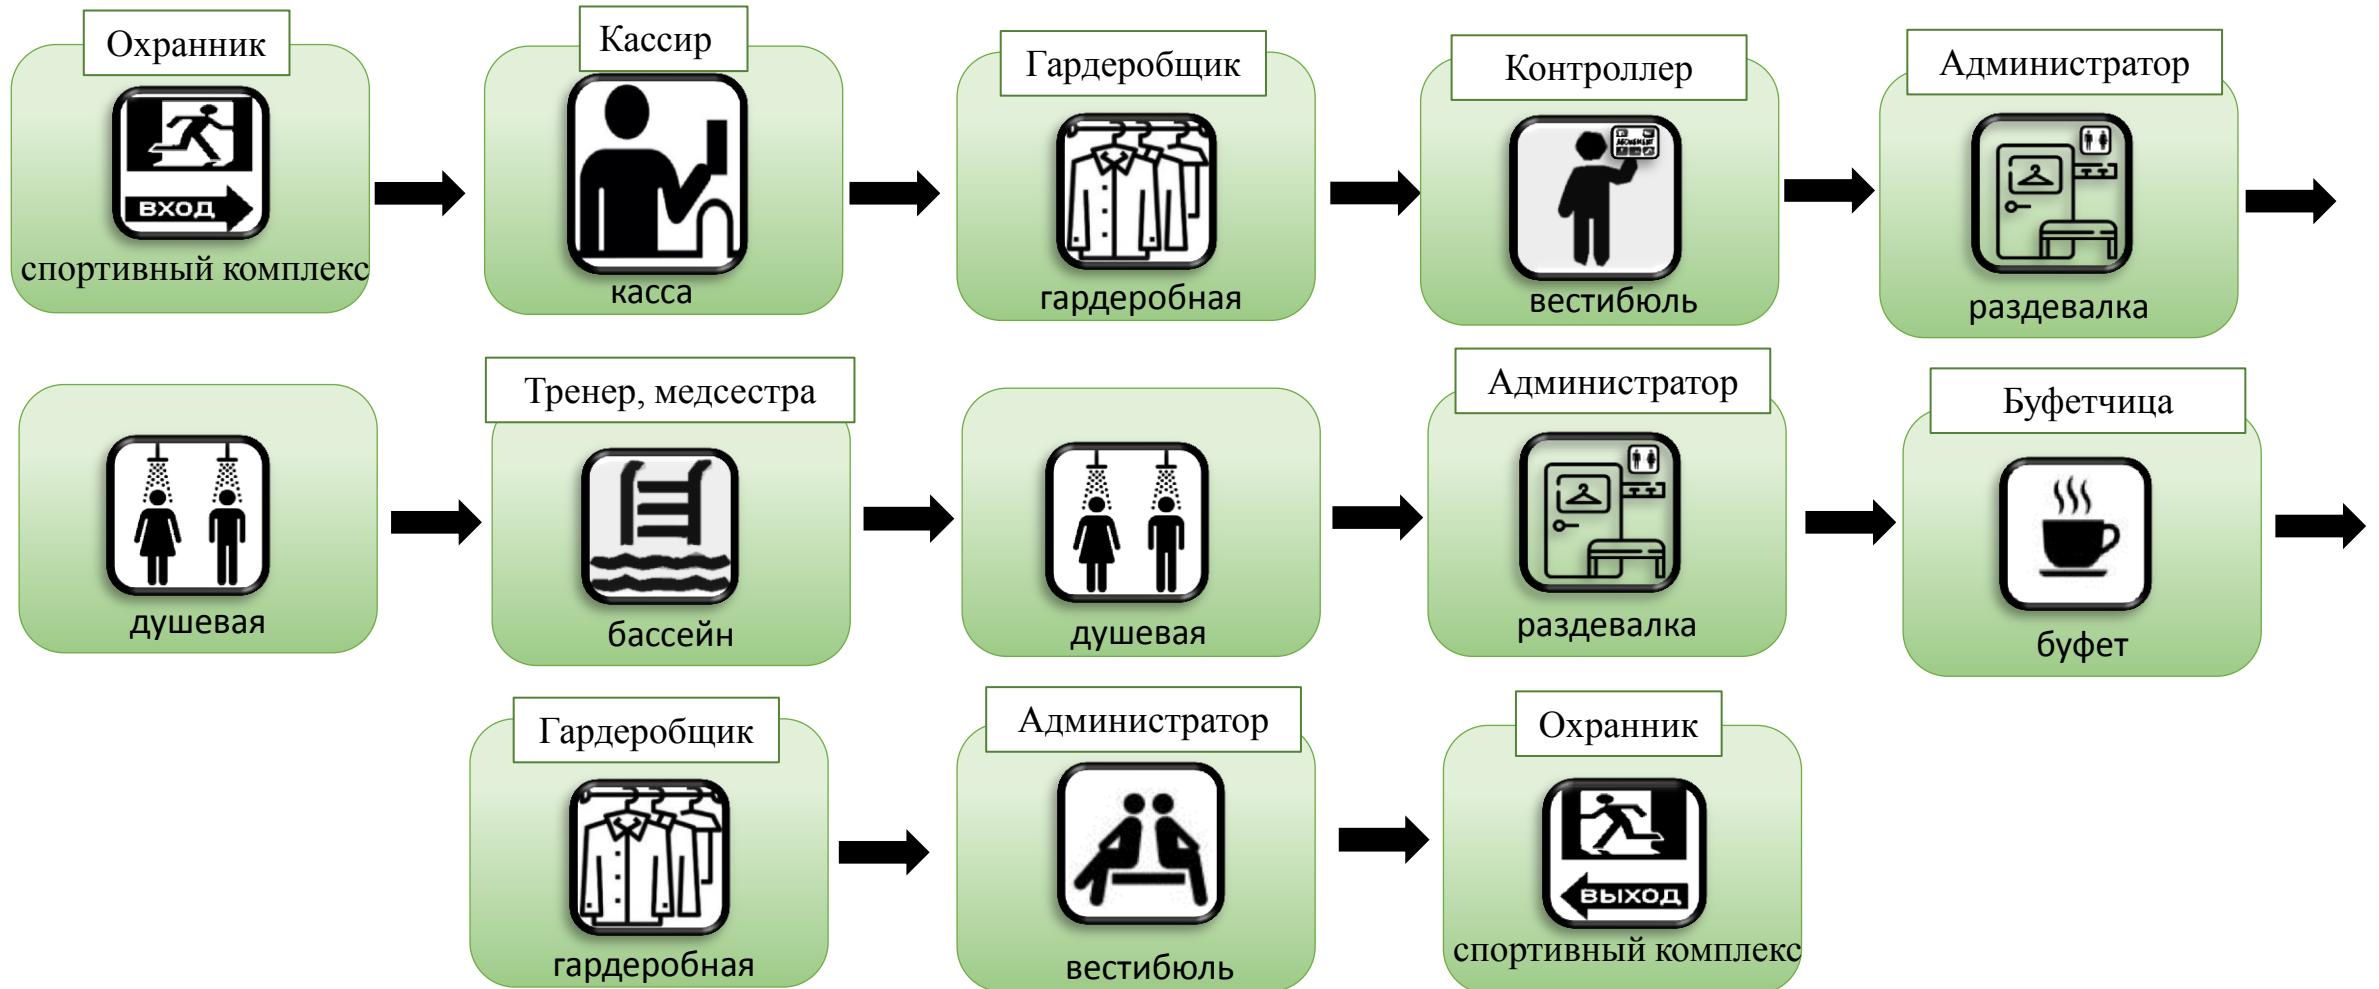 Охранник
ВХОД
спортивный комплекс
Кассир
касса
Гардеробщик
гардеробная
Контроллер
АБОНЕМЕНТ
вестибюль
Администратор
раздевалка
душевая
Тренер, медсестра
бассейн
душевая
Администратор
раздевалка
Буфетчица
буфет
Гардеробщик
гардеробная
Администратор
вестибюль
Охранник
ВЫХОД
спортивный комплекс